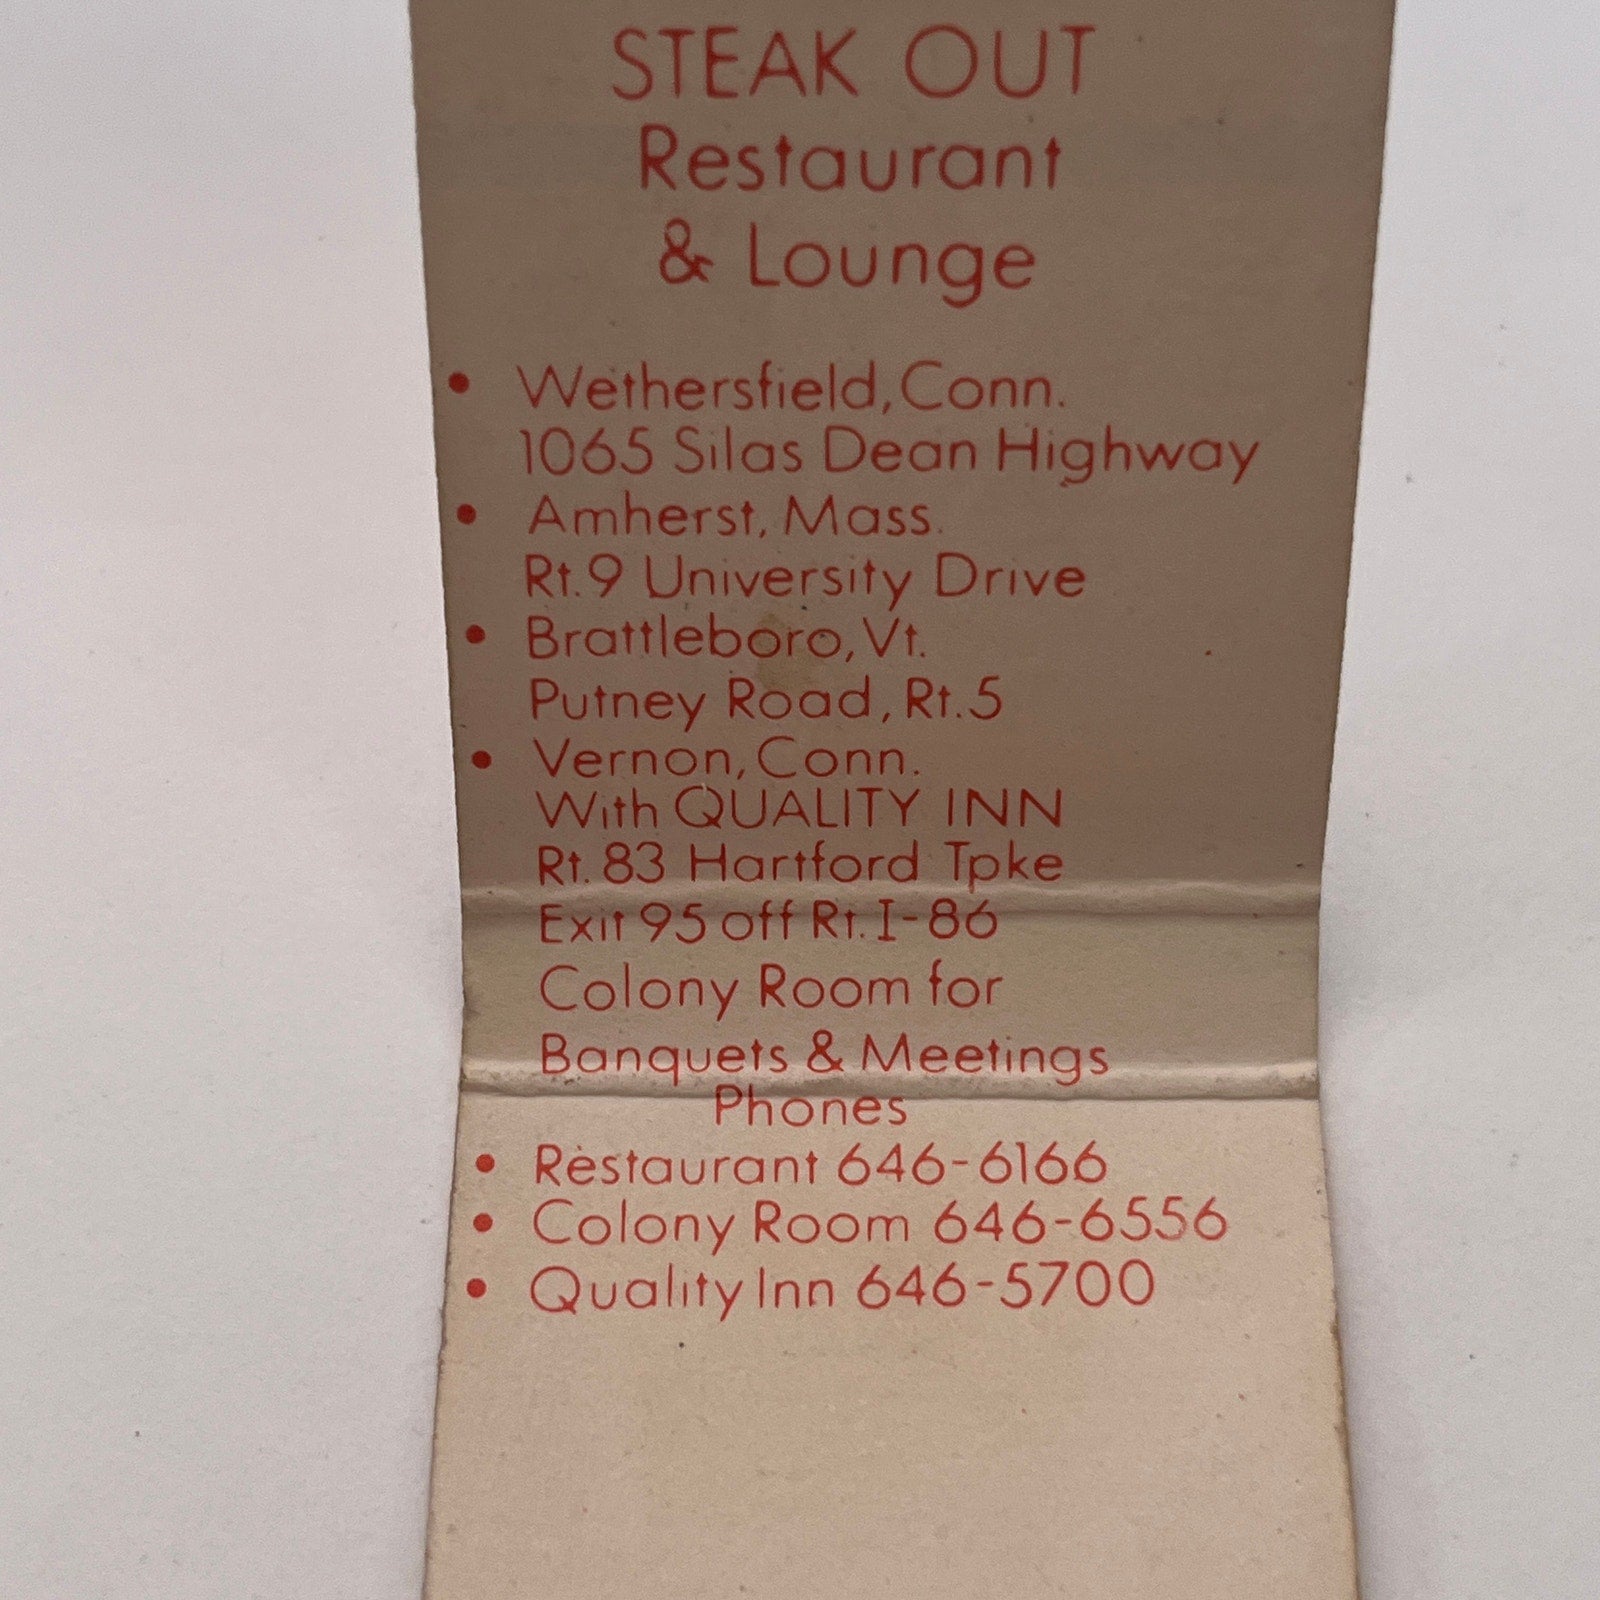 STEAK OUT
Restaurant
& Lounge
• Wethersfield, Conn.
1065 Silas Dean Highway
• Amherst, Mass.
Rt. 9 University Drive
• Brattleboro, Vt.
Putney Road, Rt. 5
• Vernon, Conn.
With QUALITY INN
Rt. 83 Hartford Tpke
Exit 95 off Rt. I-86
Colony Room for
Banquets & Meetings
Phones
• Restaurant 646-6166
• Colony Room 646-6556
• Quality Inn 646-5700